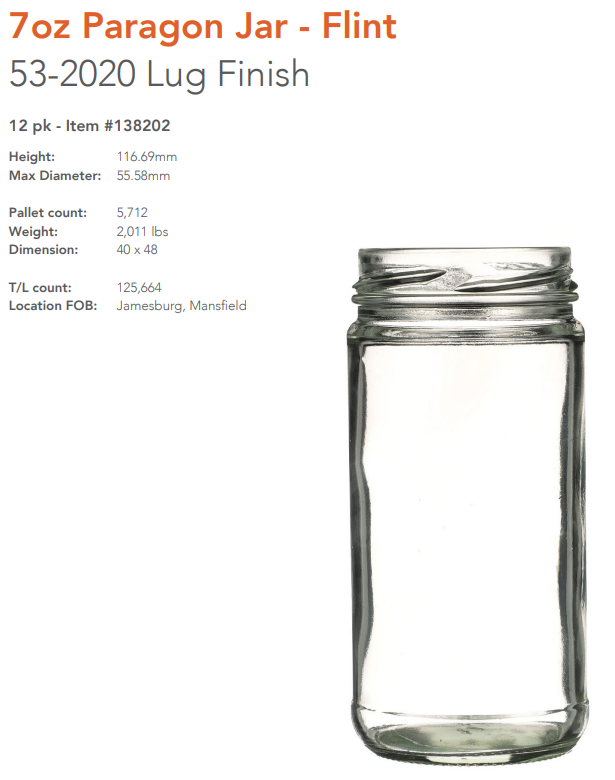 7oz Paragon Jar - Flint
53-2020 Lug Finish
12 pk - Item #138202
Height: 116.69mm
Max Diameter: 55.58mm
Pallet count: 5,712
Weight: 2,011 lbs
Dimension: 40 x 48
T/L count: 125,664
Location FOB: Jamesburg, Mansfield